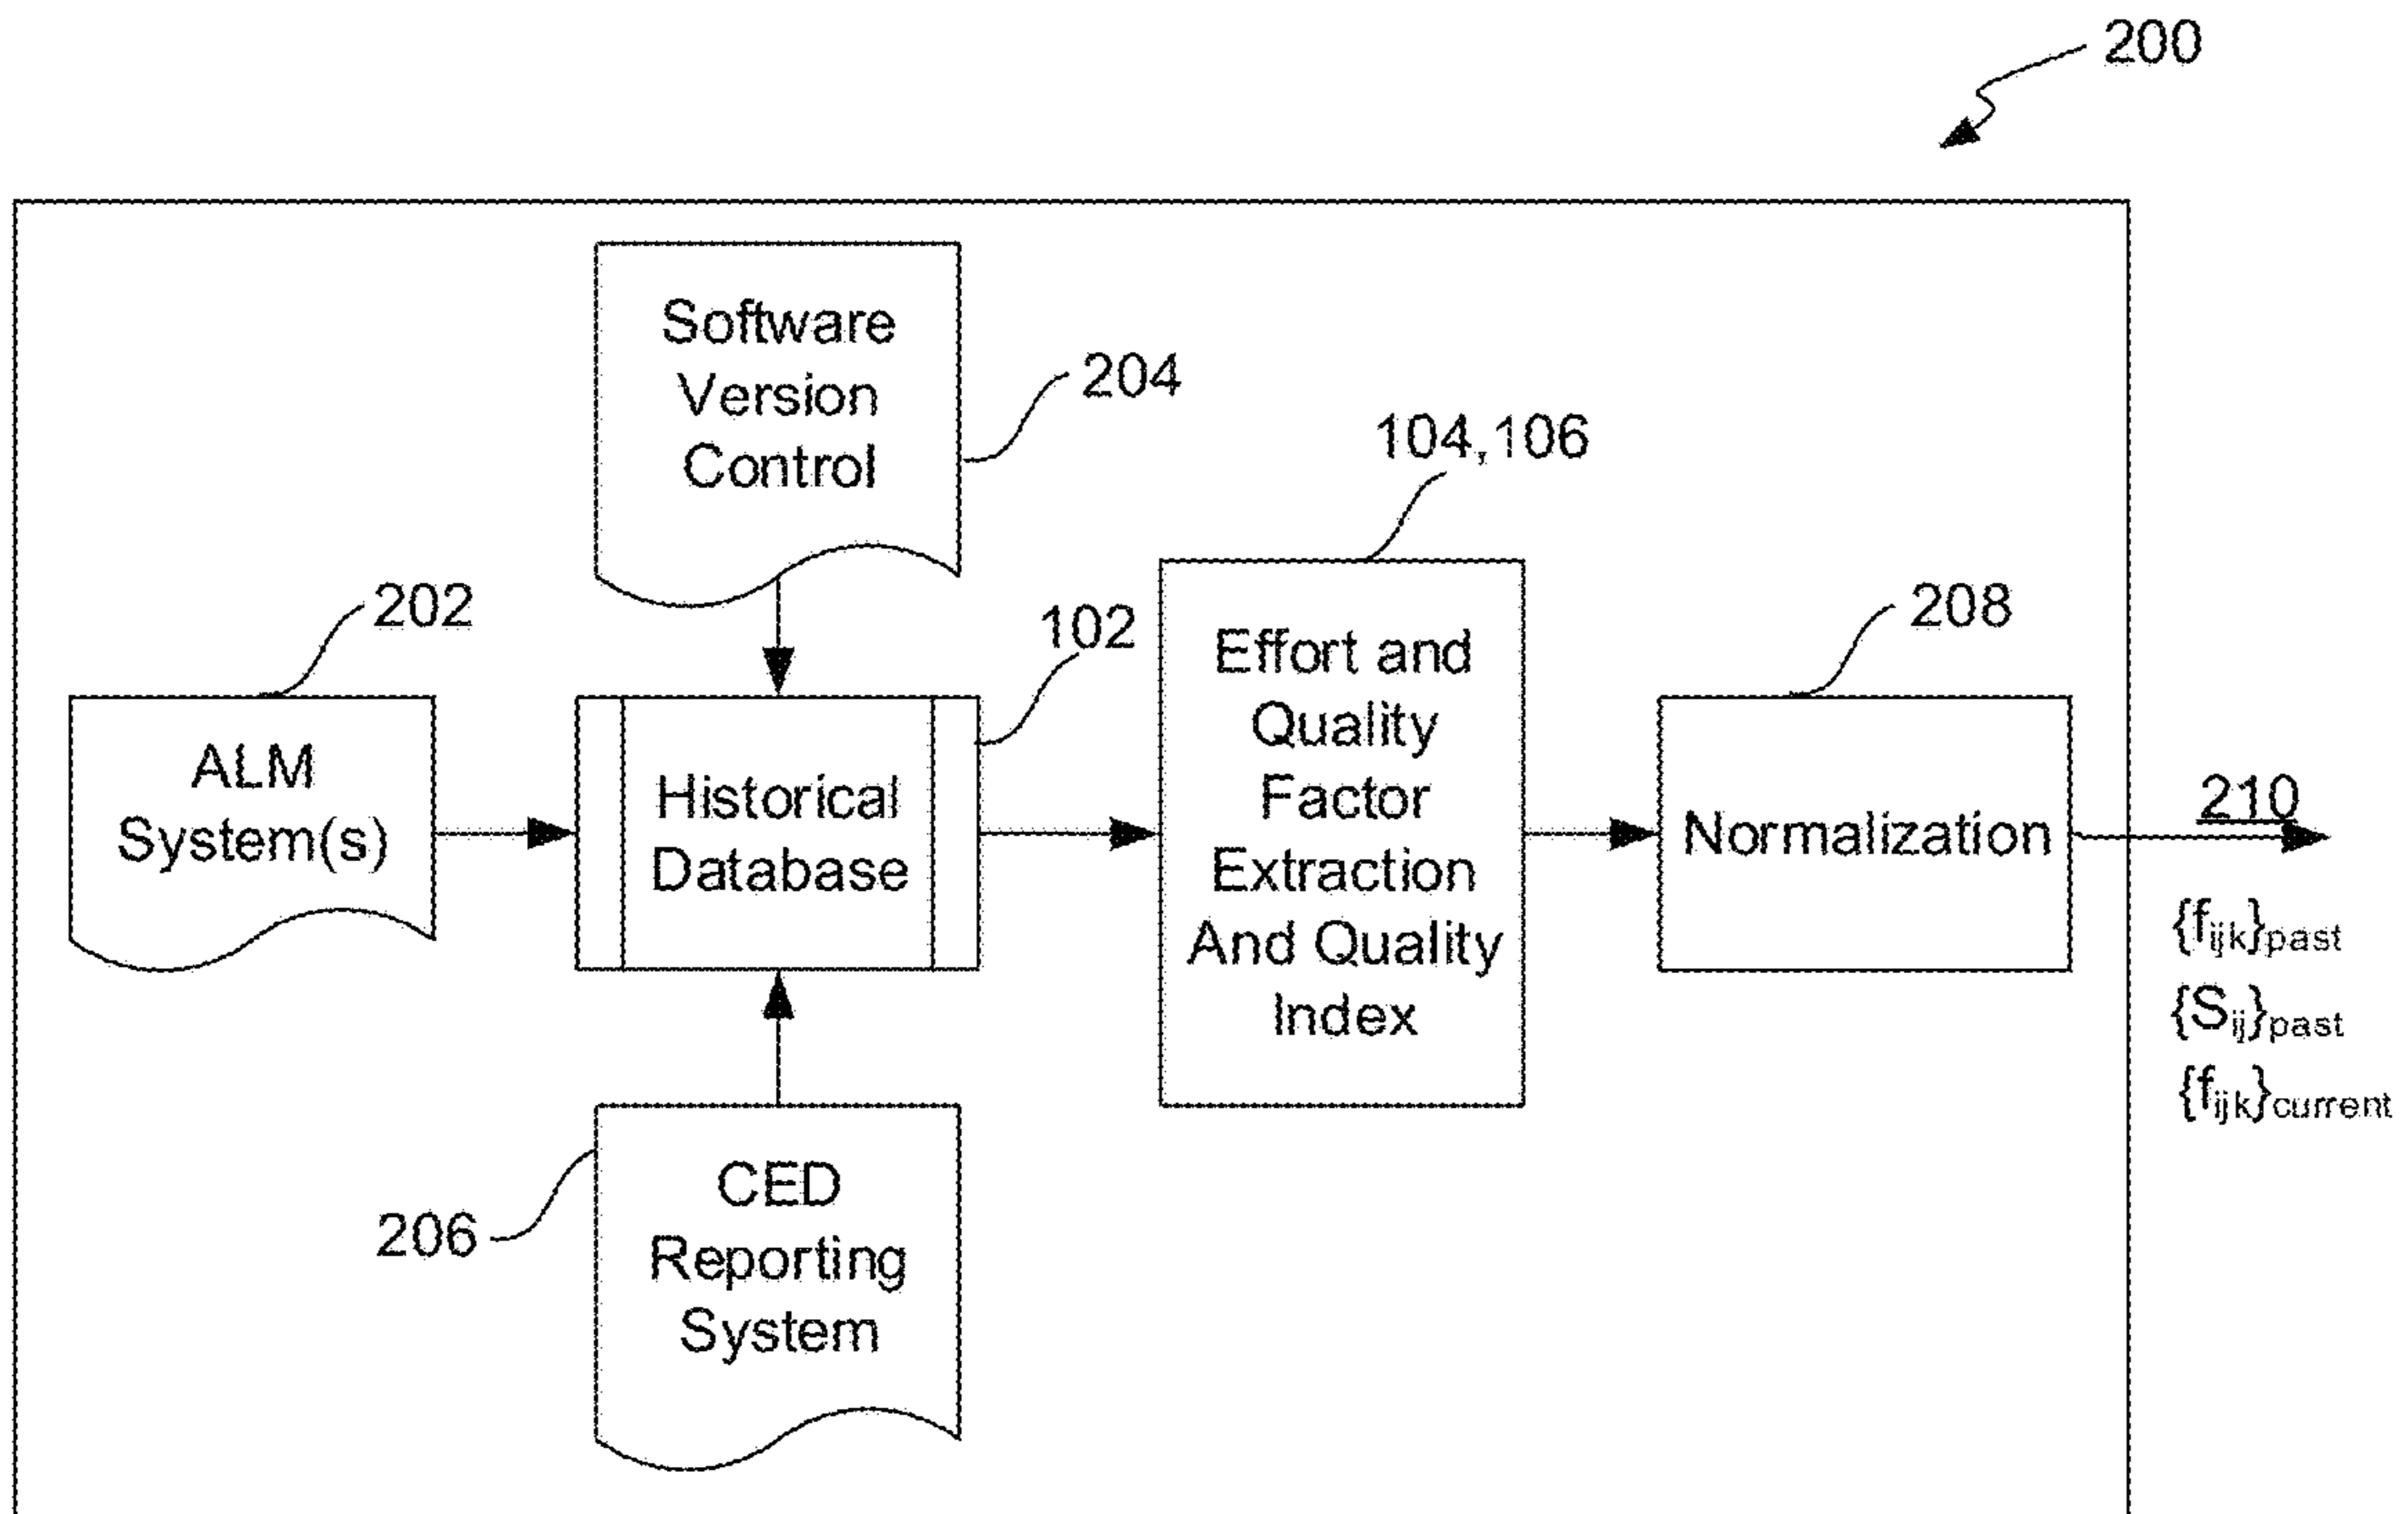 200
Software
Version
Control
204
104,106
202
102
208
ALM
System(s)
Historical
Database
Effort and
Quality
Factor
Extraction
And Quality
Index
Normalization
210
{fijk}past
{Sij}past
{fijk}current
206
CED
Reporting
System